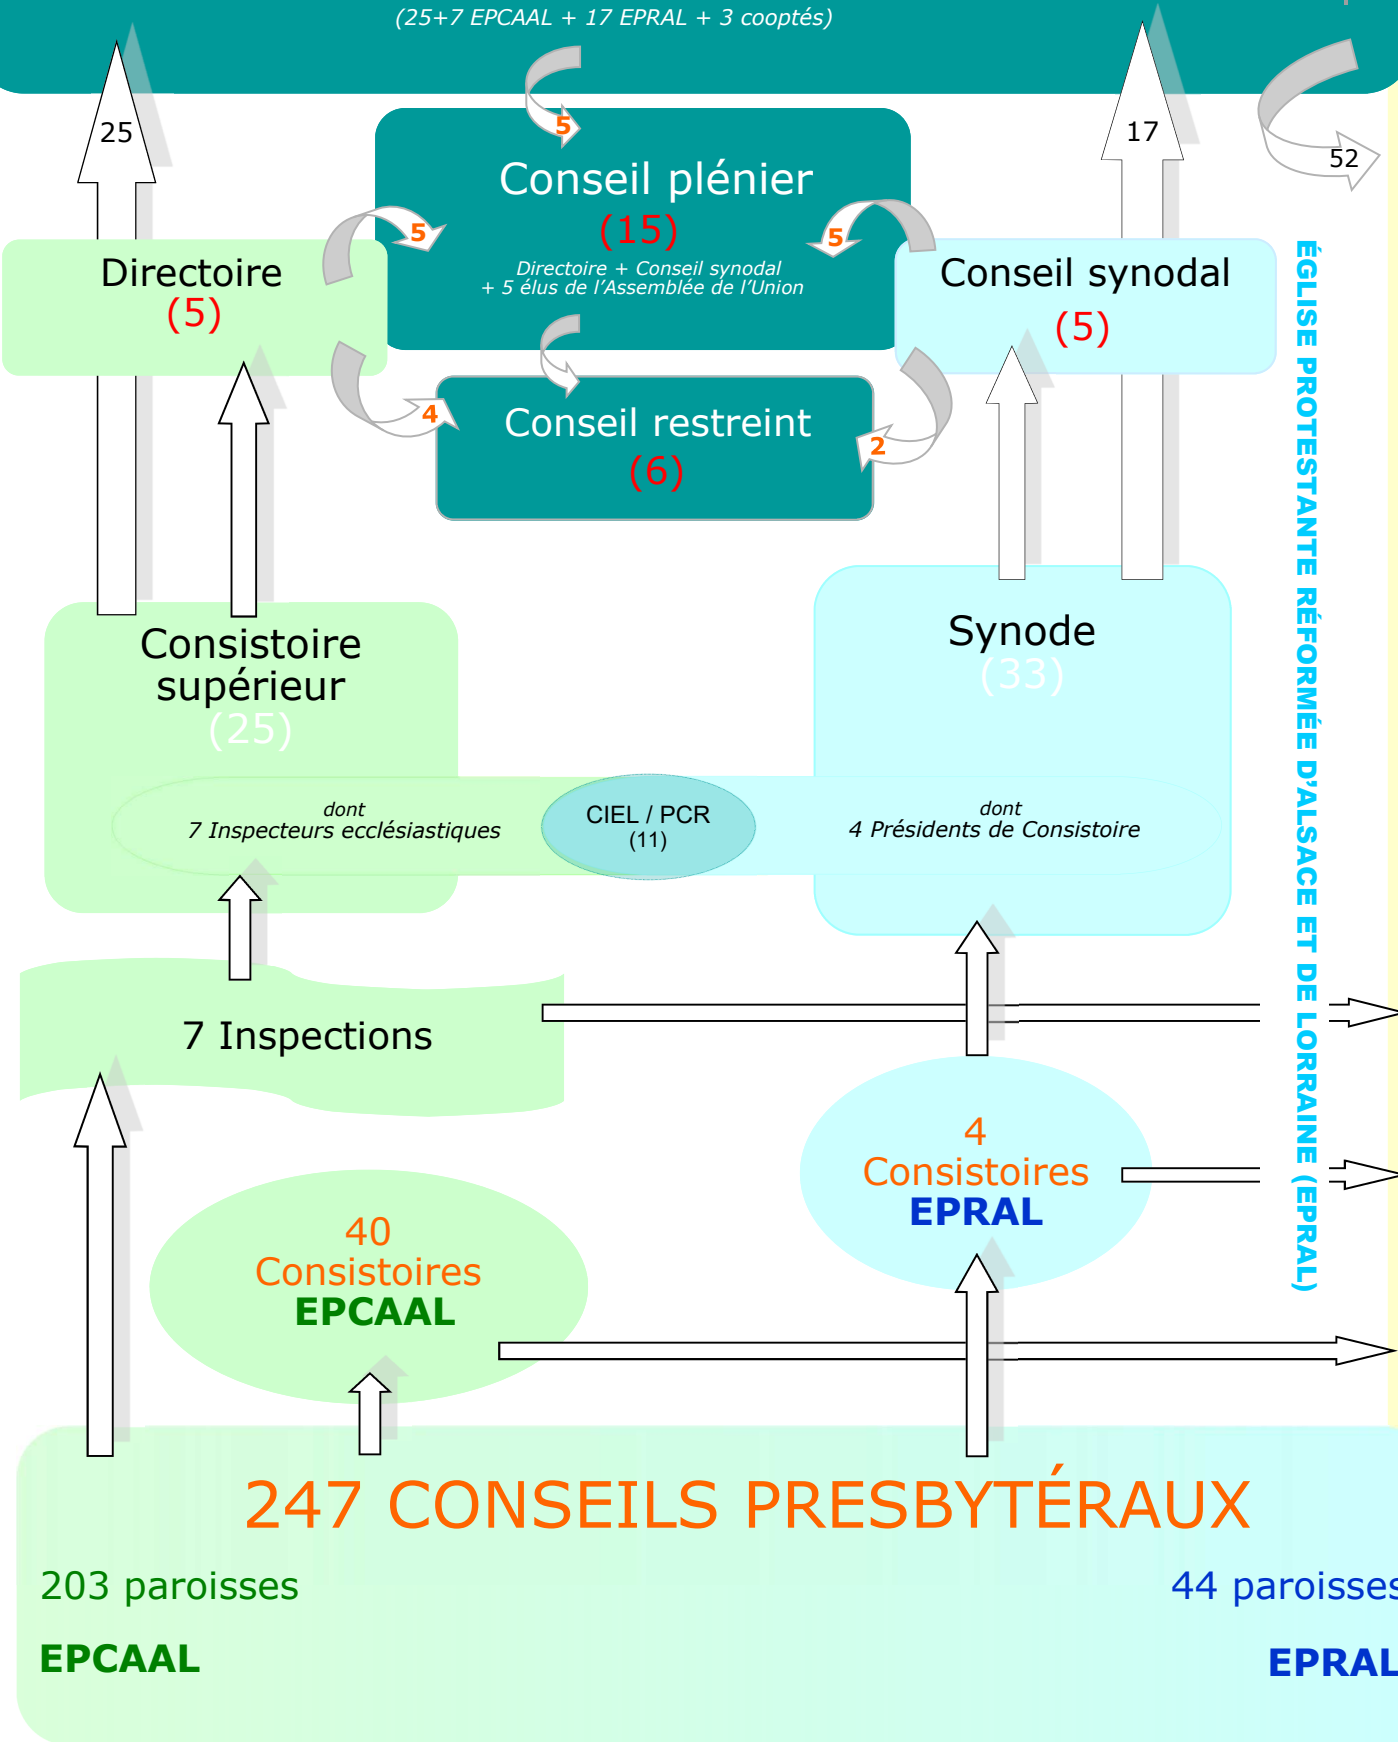 (25+7 EPCAAL + 17 EPRAL + 3 cooptés)
25
5
17
52
Conseil plénier
(15)
Directoire + Conseil synodal
+ 5 élus de l'Assemblée de l'Union
5
5
Directoire
(5)
Conseil synodal
(5)
4
2
Conseil restreint
(6)
ÉGLISE PROTESTANTE RÉFORMÉE D'ALSACE ET DE LORRAINE (EPRAL)
Consistoire
supérieur
(25)
Synode
(33)
dont
7 Inspecteurs ecclésiastiques
CIEL / PCR
(11)
dont
4 Présidents de Consistoire
7 Inspections
4
Consistoires
EPRAL
40
Consistoires
EPCAAL
247 CONSEILS PRESBYTÉRAUX
203 paroisses
44 paroisses
EPCAAL
EPRAL